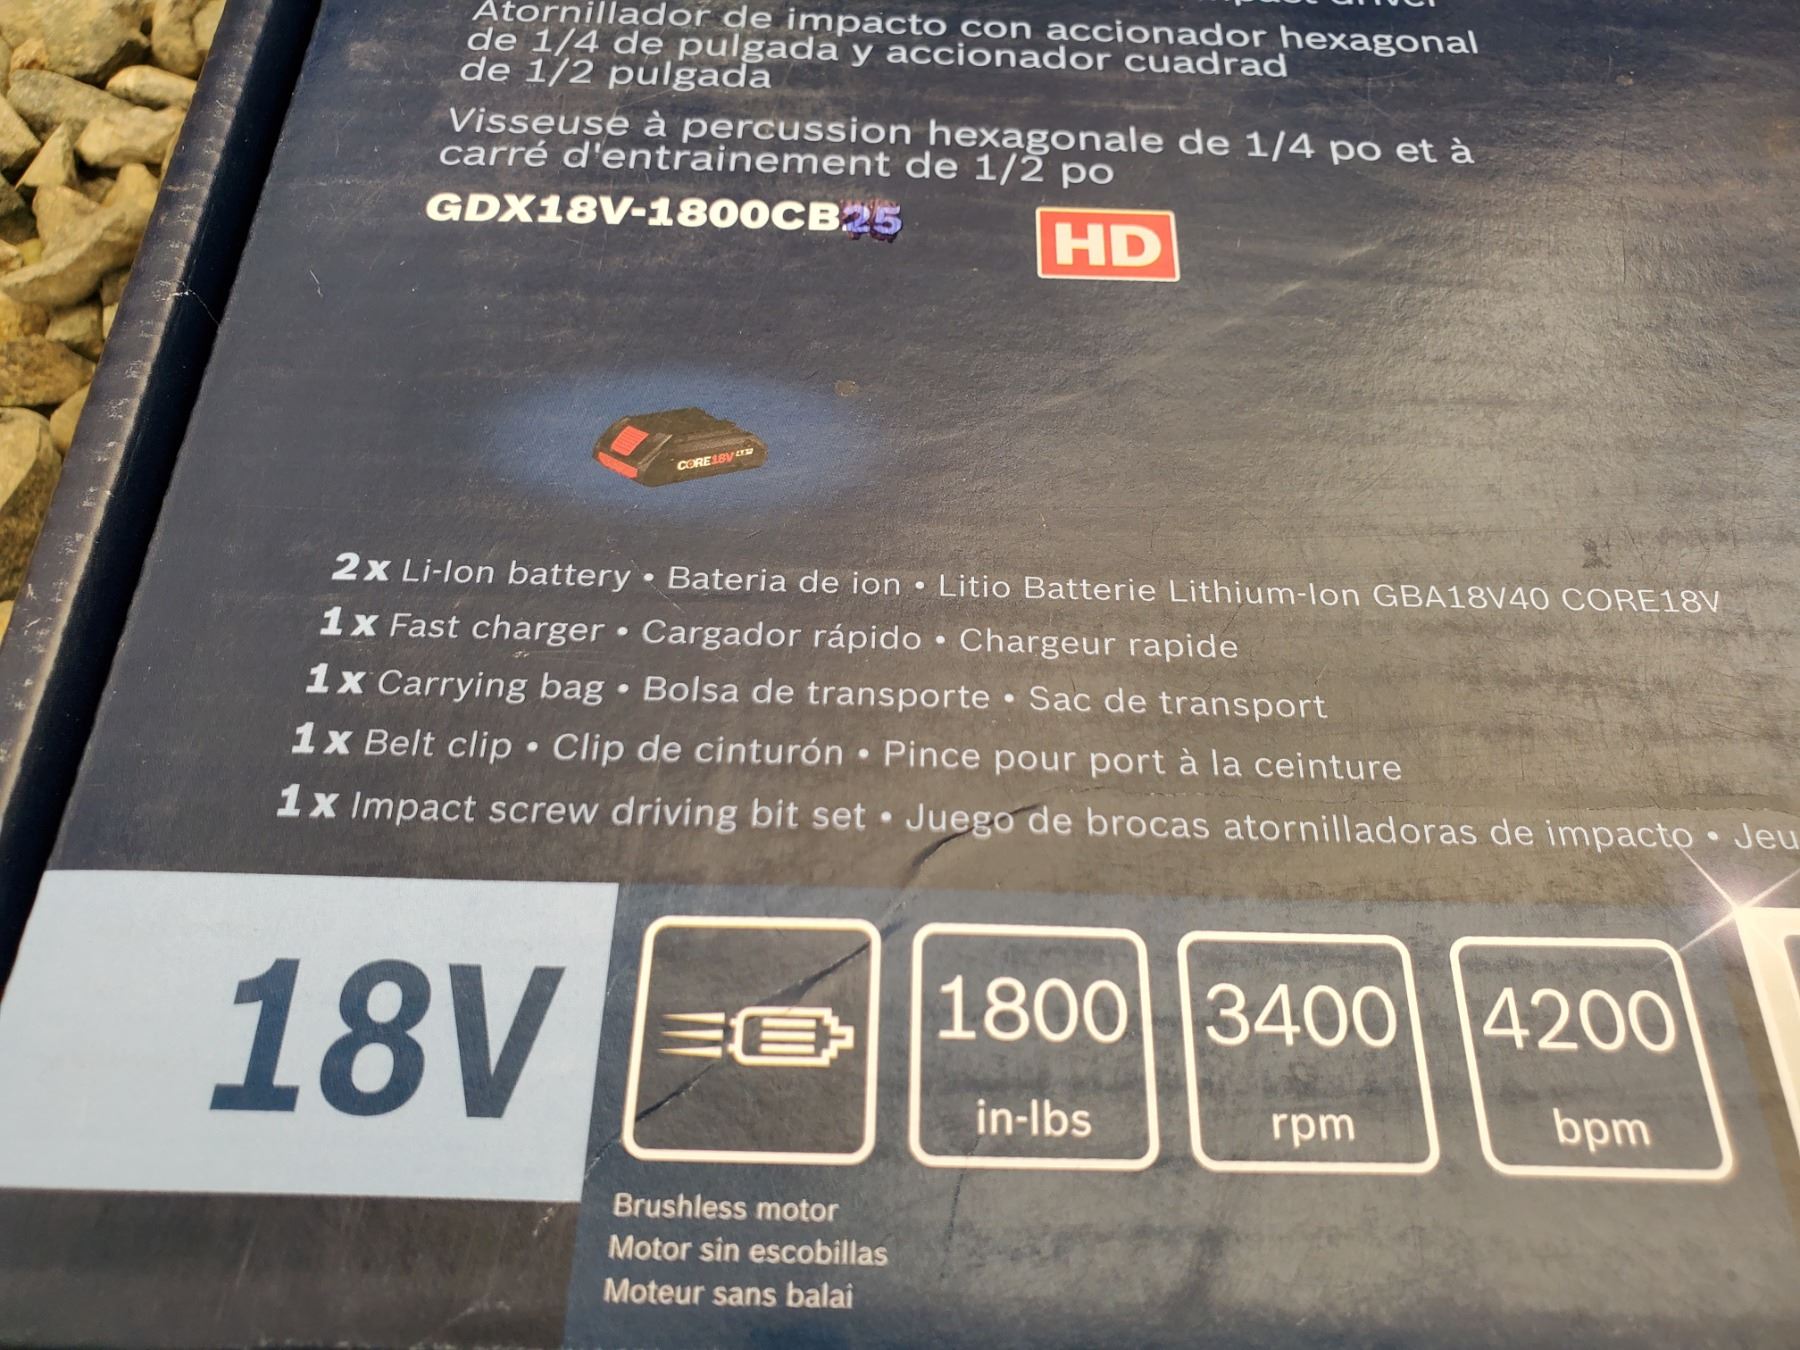 impact driver
Atornillador de impacto con accionador hexagonal
de 1/4 de pulgada y accionador cuadrad
de 1/2 pulgada
Visseuse à percussion hexagonale de 1/4 po et à
carré d'entrainement de 1/2 po
GDX18V-1800CB25
HD
CORE18V
2x Li-Ion battery • Bateria de ion • Litio Batterie Lithium-Ion GBA18V40 CORE18V
1x Fast charger • Cargador rápido • Chargeur rapide
1x Carrying bag • Bolsa de transporte • Sac de transport
1x Belt clip • Clip de cinturón • Pince pour port à la ceinture
1x Impact screw driving bit set • Juego de brocas atornilladoras de impacto • Jeu
18V
1800
in-lbs
3400
rpm
4200
bpm
Brushless motor
Motor sin escobillas
Moteur sans balai